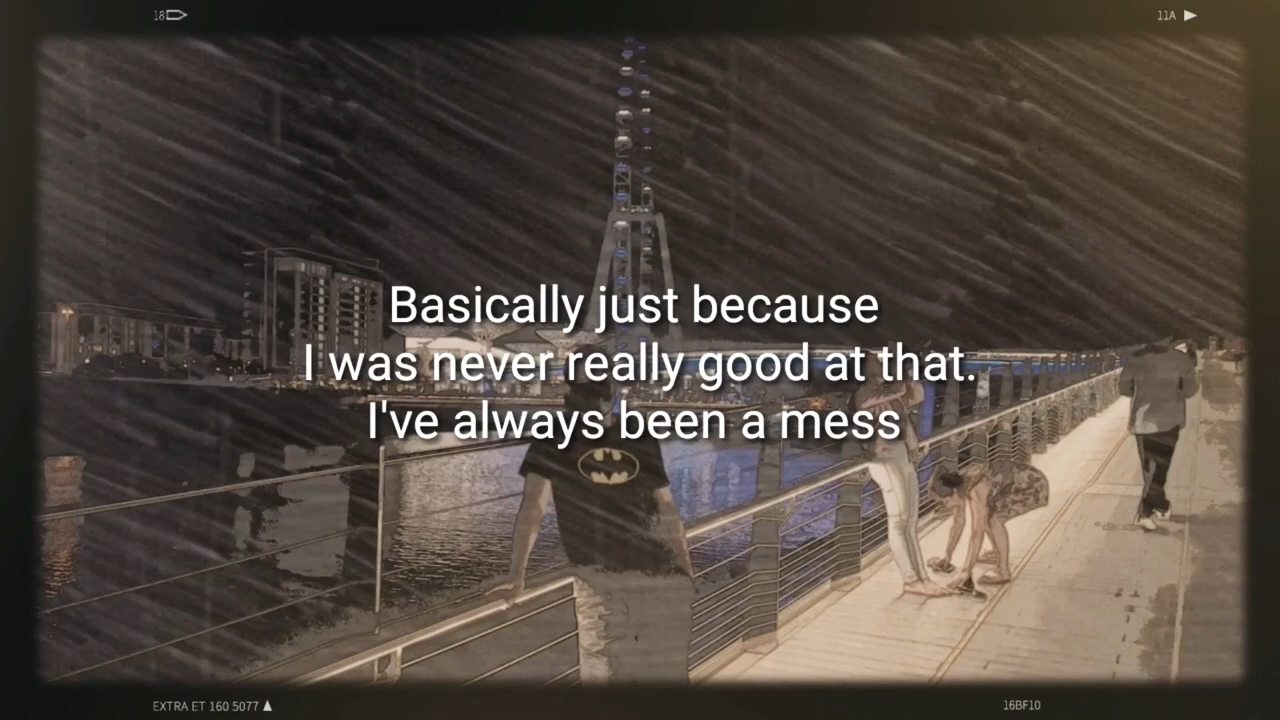 18
11A
Basically just because
I was never really good at that.
I've always been a mess
EXTRA ET 160 5077
16BF10